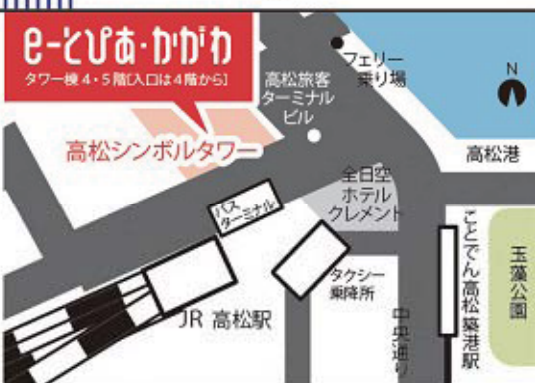 e-とぴあ・かがわ
タワー棟4・5階[入口は4階から]
高松シンボルタワー
高松旅客
ターミナル
ビル
フェリー
乗り場
N
高松港
全日空
ホテル
クレメント
バス
ターミナル
タクシー
乗降所
JR 高松駅
中央通り
ことでん高松築港駅
玉藻公園